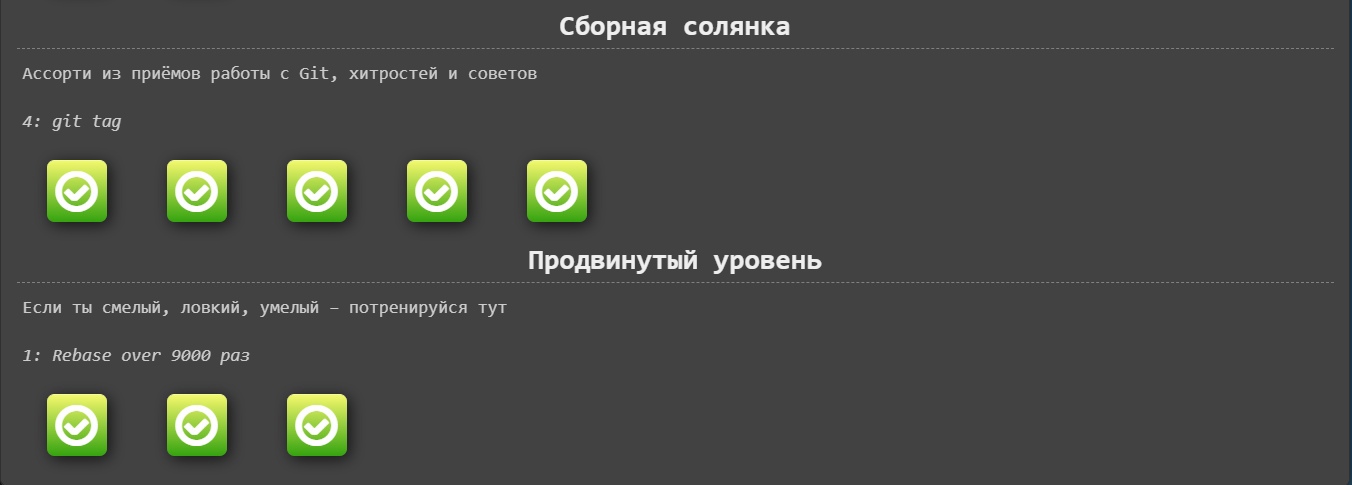 Сборная солянка
Ассорти из приёмов работы с Git, хитростей и советов
4: git tag
Продвинутый уровень
Если ты смелый, ловкий, умелый – потренируйся тут
1: Rebase over 9000 раз